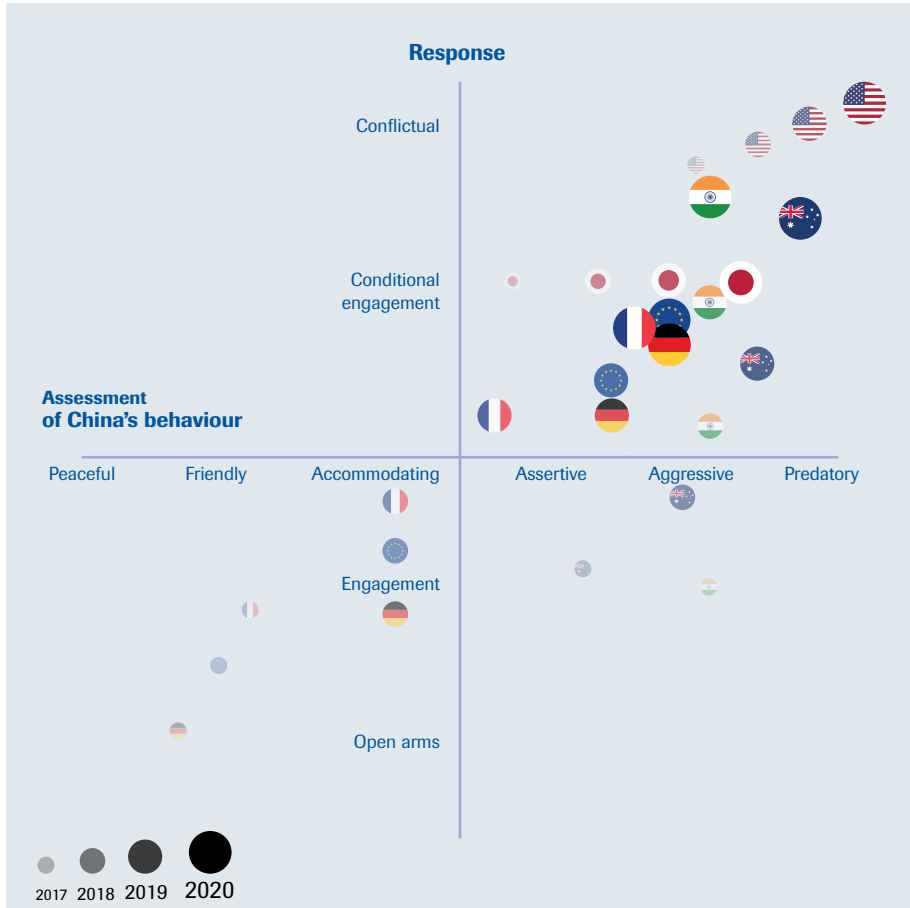 Response
Conflictual
Conditional
engagement
Assessment
of China's behaviour
Peaceful Friendly Accommodating Assertive Aggressive Predatory
Engagement
Open arms
2017 2018 2019 2020